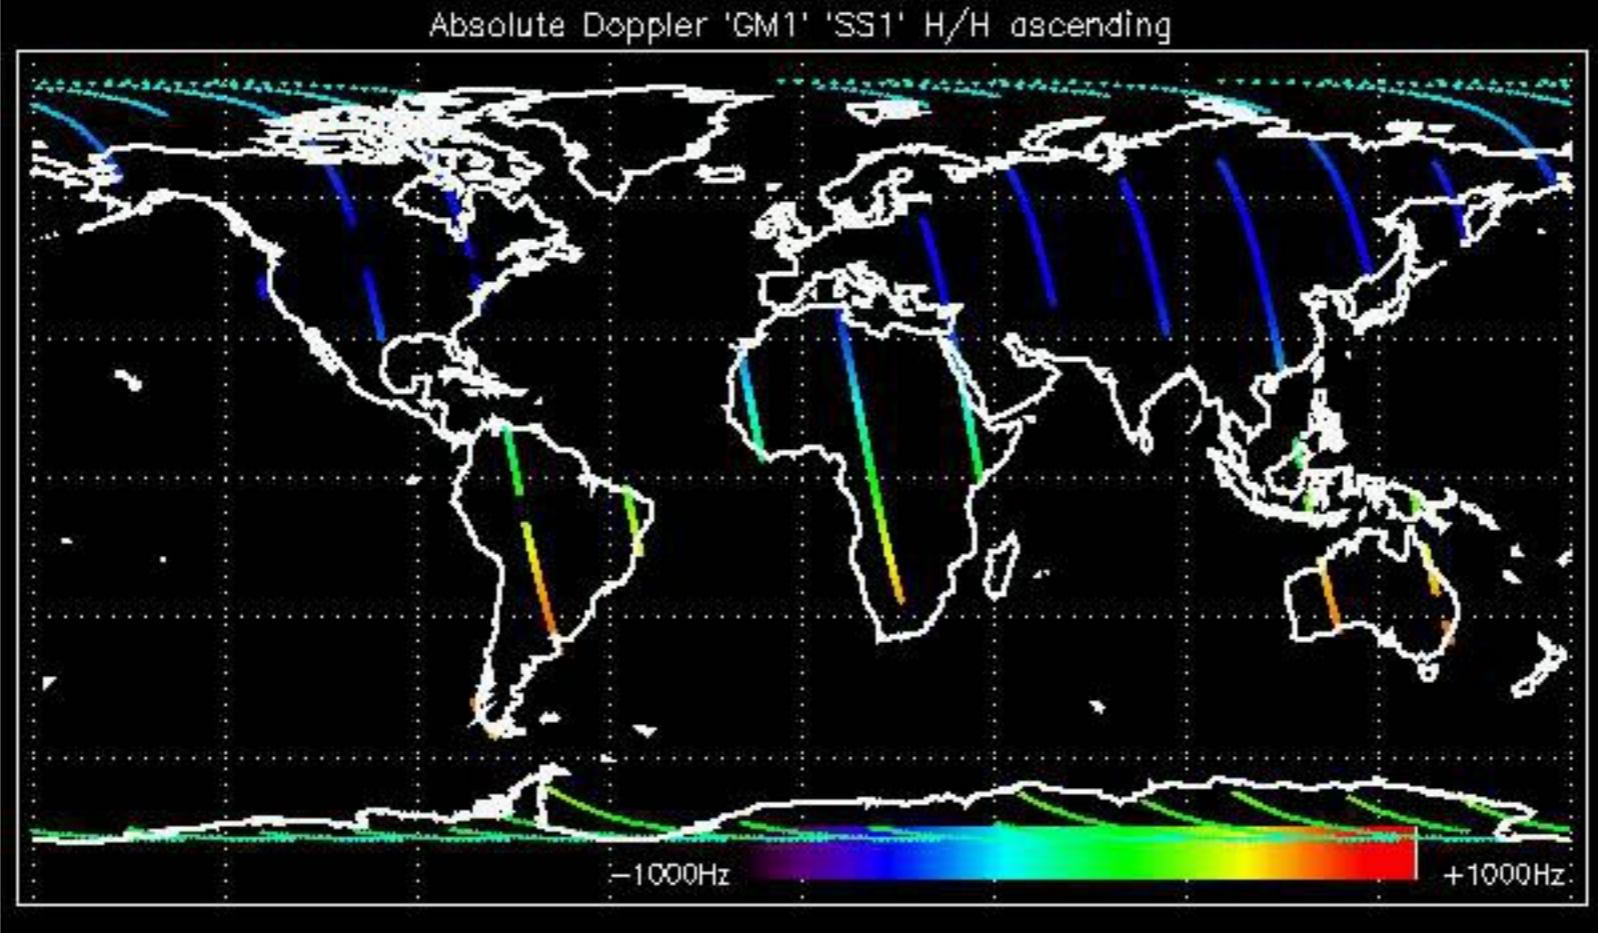 Absolute Doppler 'GM1' 'SS1' H/H ascending
−1000Hz +1000Hz